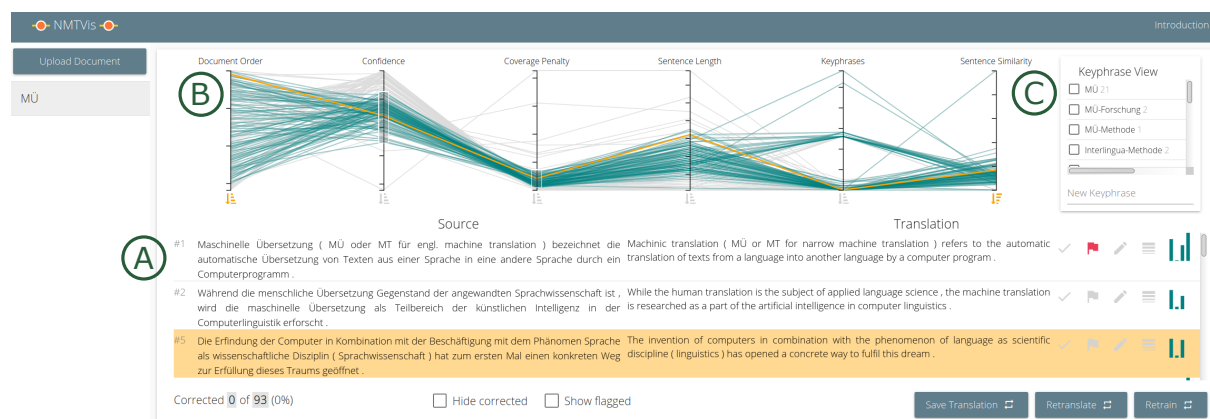 NMTVis
Introduction
Upload Document
MÜ
B
Document Order
Confidence
Coverage Penalty
Sentence Length
Keyphrases
Sentence Similarity
C
Keyphrase View
MÜ 21
MÜ-Forschung 2
MÜ-Methode 1
Interlingua-Methode 2
New Keyphrase
A
Source
Translation
#1 Maschinelle Übersetzung ( MÜ oder MT für engl. machine translation ) bezeichnet die
automatische Übersetzung von Texten aus einer Sprache in eine andere Sprache durch ein
Computerprogramm .
Machinic translation ( MÜ or MT for narrow machine translation ) refers to the automatic
translation of texts from a language into another language by a computer program .
#2 Während die menschliche Übersetzung Gegenstand der angewandten Sprachwissenschaft ist ,
wird die maschinelle Übersetzung als Teilbereich der künstlichen Intelligenz in der
Computerlinguistik erforscht .
While the human translation is the subject of applied language science , the machine translation
is researched as a part of the artificial intelligence in computer linguistics .
#5 Die Erfindung der Computer in Kombination mit der Beschäftigung mit dem Phänomen Sprache
als wissenschaftliche Disziplin ( Sprachwissenschaft ) hat zum ersten Mal einen konkreten Weg
zur Erfüllung dieses Traums geöffnet .
The invention of computers in combination with the phenomenon of language as scientific
discipline ( linguistics ) has opened a concrete way to fulfil this dream .
Corrected 0 of 93 (0%)
Hide corrected
Show flagged
Save Translation
Retranslate
Retrain